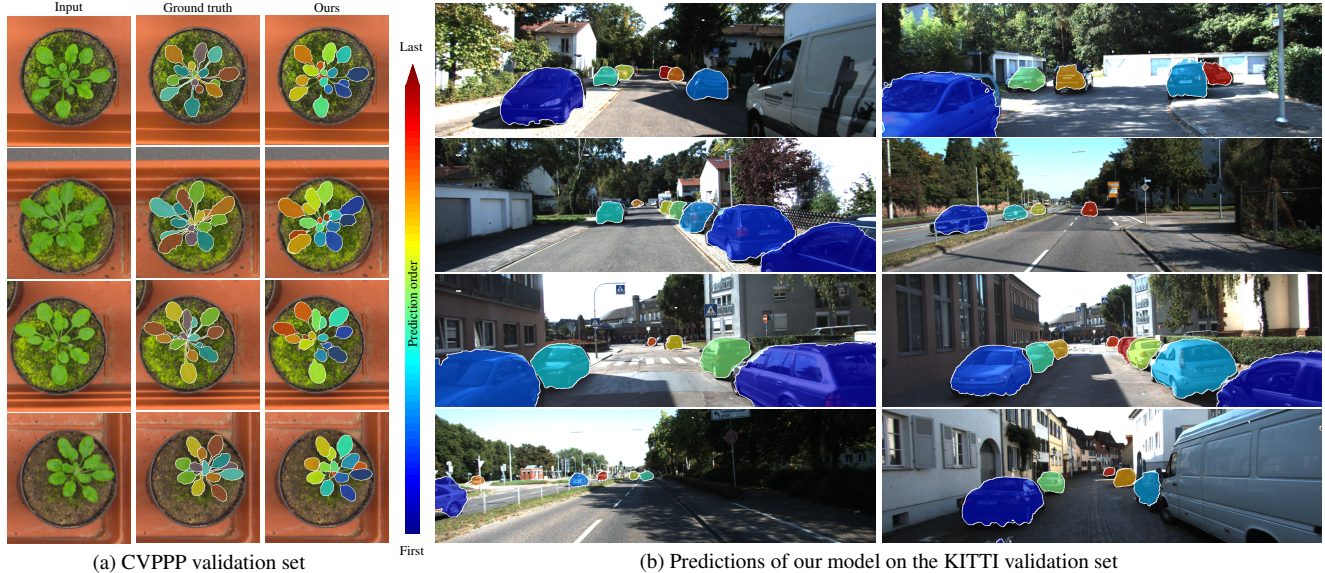 Input Ground truth Ours
Last
Prediction order
First
(a) CVPPP validation set
(b) Predictions of our model on the KITTI validation set